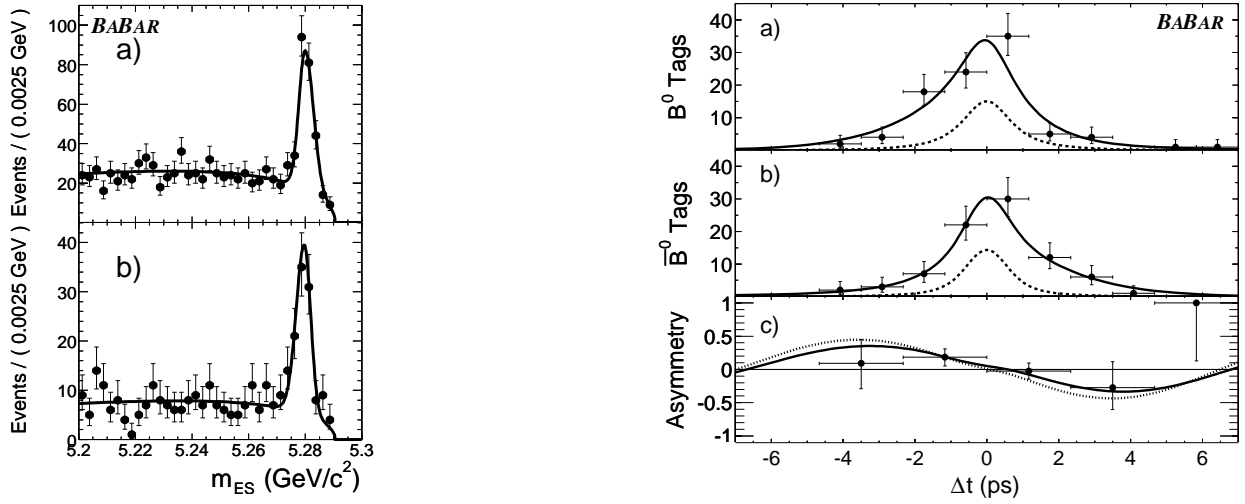 BABAR
a)
Events / ( 0.0025 GeV )
100
80
60
40
20
b)
Events / ( 0.0025 GeV )
40
30
20
10
0
5.2 5.22 5.24 5.26 5.28 5.3
m_ES (GeV/c²)
BABAR
a)
B⁰ Tags
40
30
20
10
b)
B̄⁰ Tags
40
30
20
10
c)
Asymmetry
1
0.5
0
-0.5
-1
-6 -4 -2 0 2 4 6
Δt (ps)